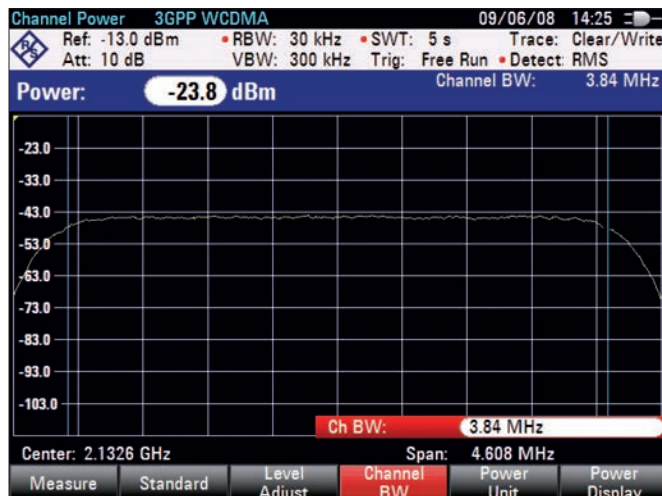 Channel Power 3GPP WCDMA 09/06/08 14:25
R&S Ref: -13.0 dBm • RBW: 30 kHz • SWT: 5 s Trace: Clear/Write
Att: 10 dB VBW: 300 kHz Trig: Free Run • Detect: RMS
Power: -23.8 dBm Channel BW: 3.84 MHz
-23.0
-33.0
-43.0
-53.0
-63.0
-73.0
-83.0
-93.0
-103.0
Ch BW: 3.84 MHz
Center: 2.1326 GHz Span: 4.608 MHz
Measure Standard Level Adjust Channel BW Power Unit Power Display